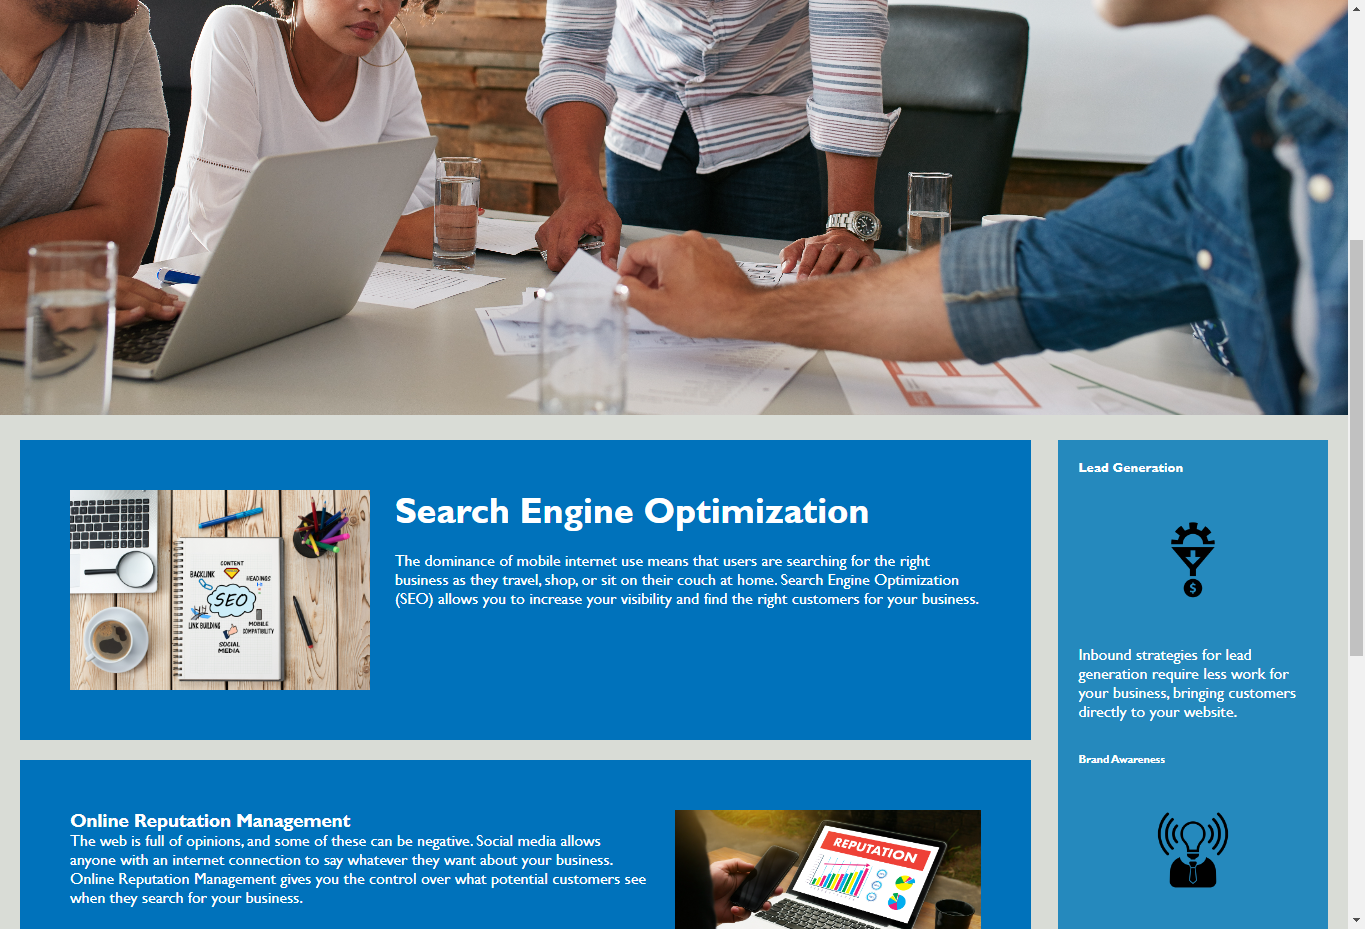 Search Engine Optimization
The dominance of mobile internet use means that users are searching for the right
business as they travel, shop, or sit on their couch at home. Search Engine Optimization
(SEO) allows you to increase your visibility and find the right customers for your business.
CONTENT
BACKLINK
HEADINGS
SEO
LINK BUILDING
MOBILE
COMPATIBILITY
SOCIAL
MEDIA
Online Reputation Management
The web is full of opinions, and some of these can be negative. Social media allows
anyone with an internet connection to say whatever they want about your business.
Online Reputation Management gives you the control over what potential customers see
when they search for your business.
REPUTATION
Lead Generation
$
Inbound strategies for lead
generation require less work for
your business, bringing customers
directly to your website.
Brand Awareness